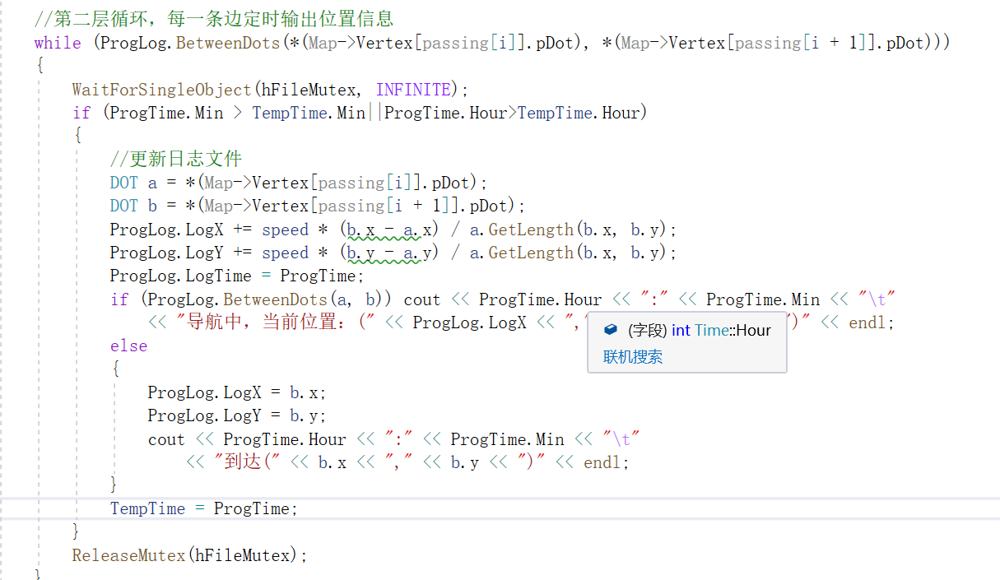 //第二层循环，每一条边定时输出位置信息
while (ProgLog.BetweenDots(*(Map->Vertex[passing[i]].pDot), *(Map->Vertex[passing[i + 1]].pDot)))
{
WaitForSingleObject(hFileMutex, INFINITE);
if (ProgTime.Min > TempTime.Min||ProgTime.Hour>TempTime.Hour)
{
//更新日志文件
DOT a = *(Map->Vertex[passing[i]].pDot);
DOT b = *(Map->Vertex[passing[i + 1]].pDot);
ProgLog.LogX += speed * (b.x - a.x) / a.GetLength(b.x, b.y);
ProgLog.LogY += speed * (b.y - a.y) / a.GetLength(b.x, b.y);
ProgLog.LogTime = ProgTime;
if (ProgLog.BetweenDots(a, b)) cout << ProgTime.Hour << ":" << ProgTime.Min << "\t"
<< "导航中，当前位置：(" << ProgLog.LogX << "," )" << endl;
(字段) int Time::Hour
联机搜索
else
{
ProgLog.LogX = b.x;
ProgLog.LogY = b.y;
cout << ProgTime.Hour << ":" << ProgTime.Min << "\t"
<< "到达(" << b.x << "," << b.y << ")" << endl;
}
TempTime = ProgTime;
}
ReleaseMutex(hFileMutex);
}